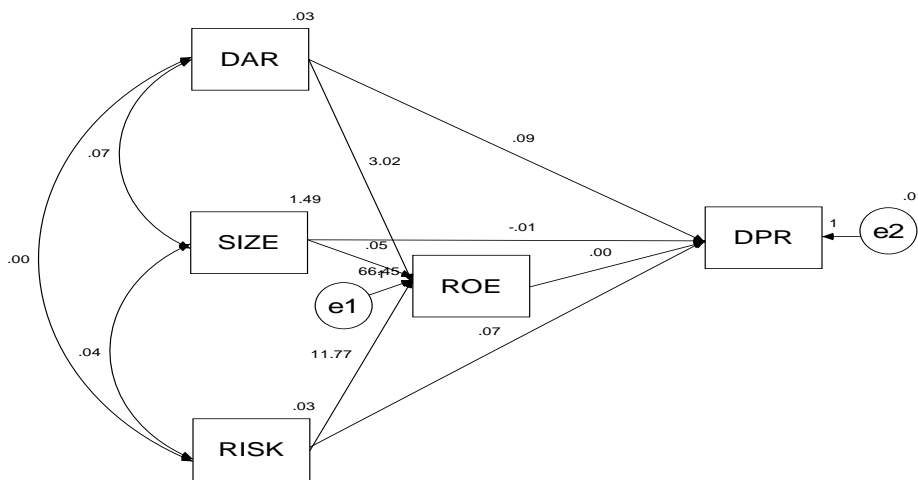 .03
DAR
.07
.09
3.02
1.49
SIZE
-.01
.05
.00
.0
1
DPR
e2
66.45
1
e1
ROE
.00
.04
11.77
.07
.03
RISK